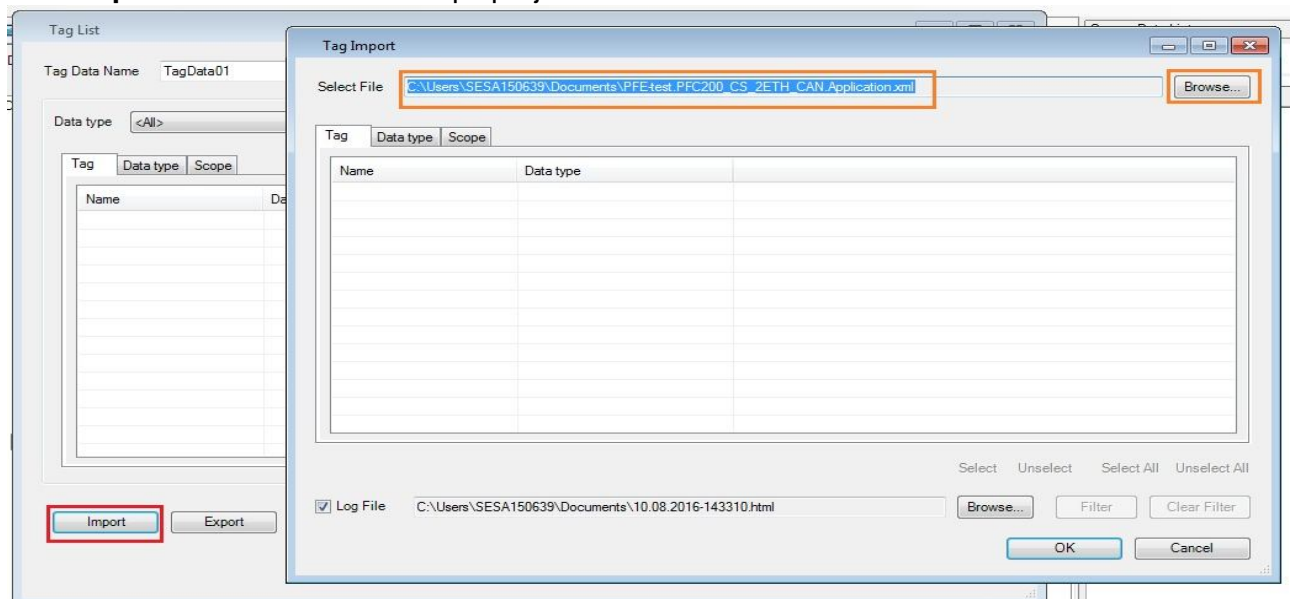 Tag List
Tag Data Name TagData01
Data type <All>
Tag Data type Scope
Name Da
Import Export
Tag Import
Select File C:\Users\SESA150639\Documents\PFE-test.PFC200_CS_2ETH_CAN.Application.xml Browse...
Tag Data type Scope
Name Data type
Select Unselect Select All Unselect All
Log File C:\Users\SESA150639\Documents\10.08.2016-143310.html Browse... Filter Clear Filter
OK Cancel